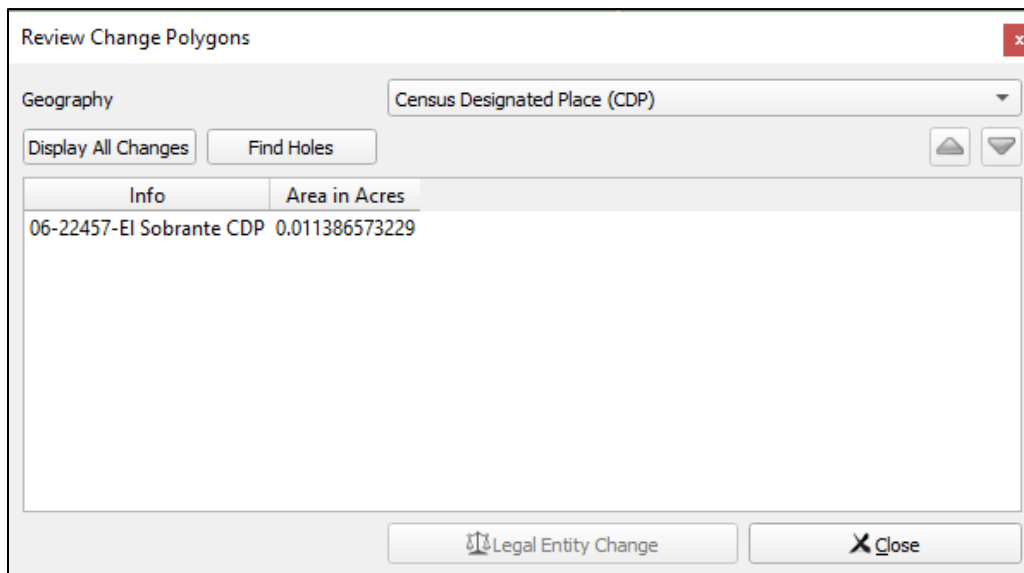 Review Change Polygons
x
Geography Census Designated Place (CDP)
Display All Changes Find Holes
Info Area in Acres
06-22457-El Sobrante CDP 0.011386573229
Legal Entity Change Close